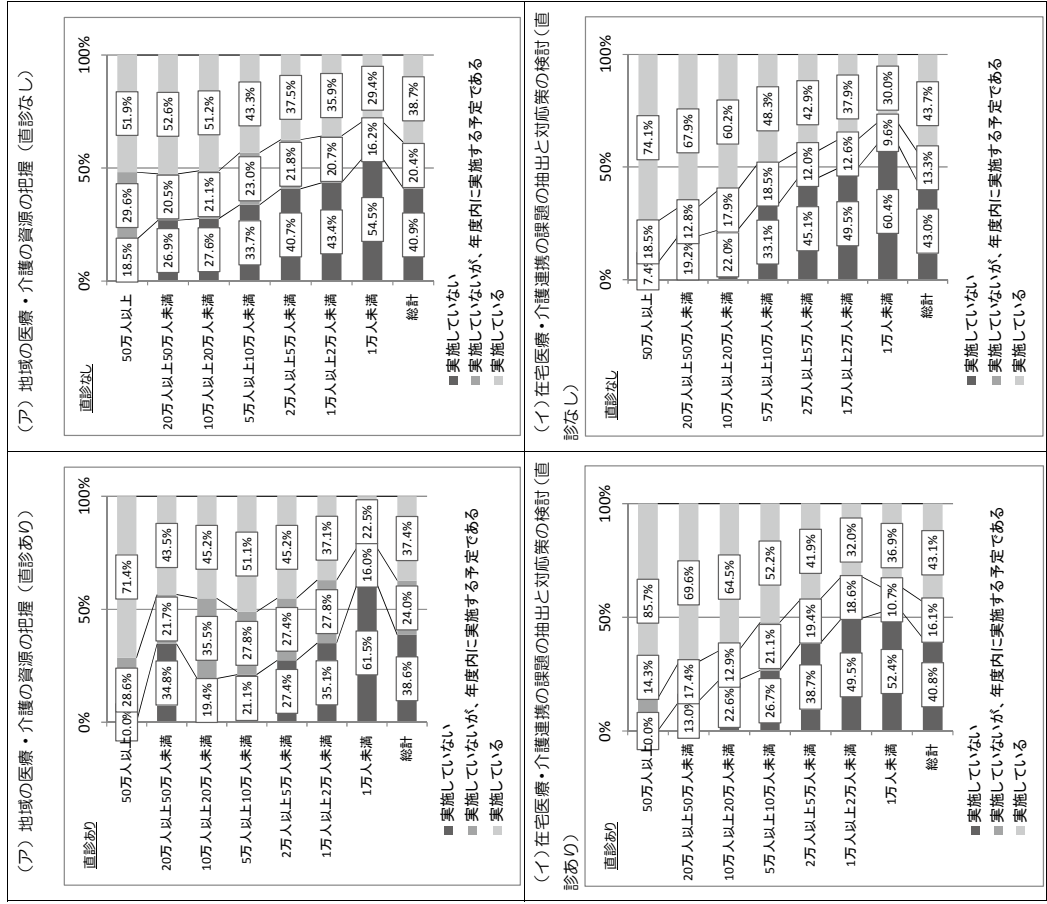 （ア）地域の医療・介護の資源の把握（直診あり）
直診あり
0% 50% 100%
50万人以上 0.0% 28.6% 71.4%
20万人以上50万人未満 34.8% 21.7% 43.5%
10万人以上20万人未満 19.4% 35.5% 45.2%
5万人以上10万人未満 21.1% 27.8% 51.1%
2万人以上5万人未満 27.4% 27.4% 45.2%
1万人以上2万人未満 35.1% 27.8% 37.1%
1万人未満 61.5% 16.0% 22.5%
総計 38.6% 24.0% 37.4%
実施していない
実施していないが、年度内に実施する予定である
実施している
（ア）地域の医療・介護の資源の把握（直診なし）
直診なし
0% 50% 100%
50万人以上 18.5% 29.6% 51.9%
20万人以上50万人未満 26.9% 20.5% 52.6%
10万人以上20万人未満 27.6% 21.1% 51.2%
5万人以上10万人未満 33.7% 23.0% 43.3%
2万人以上5万人未満 40.7% 21.8% 37.5%
1万人以上2万人未満 43.4% 20.7% 35.9%
1万人未満 54.5% 16.2% 29.4%
総計 40.9% 20.4% 38.7%
実施していない
実施していないが、年度内に実施する予定である
実施している
（イ）在宅医療・介護連携の課題の抽出と対応策の検討（直
診あり）
直診あり
0% 50% 100%
50万人以上 0.0% 14.3% 85.7%
20万人以上50万人未満 13.0% 17.4% 69.6%
10万人以上20万人未満 22.6% 12.9% 64.5%
5万人以上10万人未満 26.7% 21.1% 52.2%
2万人以上5万人未満 38.7% 19.4% 41.9%
1万人以上2万人未満 49.5% 18.6% 32.0%
1万人未満 52.4% 10.7% 36.9%
総計 40.8% 16.1% 43.1%
実施していない
実施していないが、年度内に実施する予定である
実施している
（イ）在宅医療・介護連携の課題の抽出と対応策の検討（直
診なし）
直診なし
0% 50% 100%
50万人以上 7.4% 18.5% 74.1%
20万人以上50万人未満 19.2% 12.8% 67.9%
10万人以上20万人未満 22.0% 17.9% 60.2%
5万人以上10万人未満 33.1% 18.5% 48.3%
2万人以上5万人未満 45.1% 12.0% 42.9%
1万人以上2万人未満 49.5% 12.6% 37.9%
1万人未満 60.4% 9.6% 30.0%
総計 43.0% 13.3% 43.7%
実施していない
実施していないが、年度内に実施する予定である
実施している